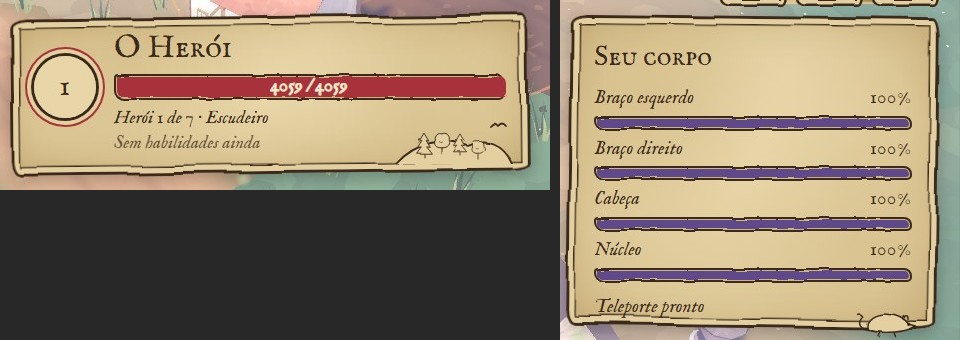 O Herói
1
4059 / 4059
Herói 1 de 7 · Escudeiro
Sem habilidades ainda
Seu corpo
Braço esquerdo 100%
Braço direito 100%
Cabeça 100%
Núcleo 100%
Teleporte pronto